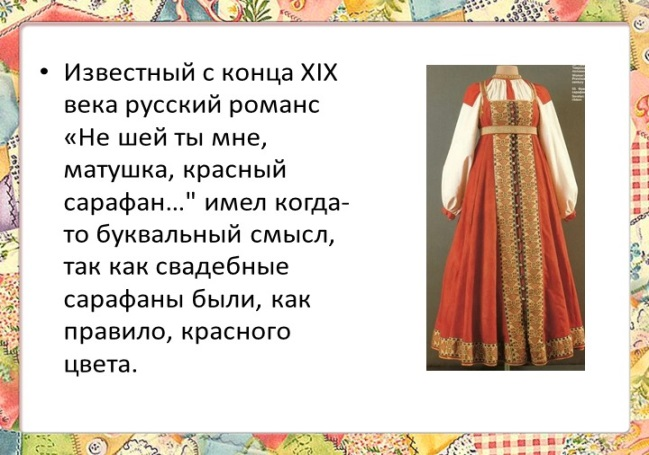 • Известный с конца XIX
века русский романс
«Не шей ты мне,
матушка, красный
сарафан…" имел когда-
то буквальный смысл,
так как свадебные
сарафаны были, как
правило, красного
цвета.